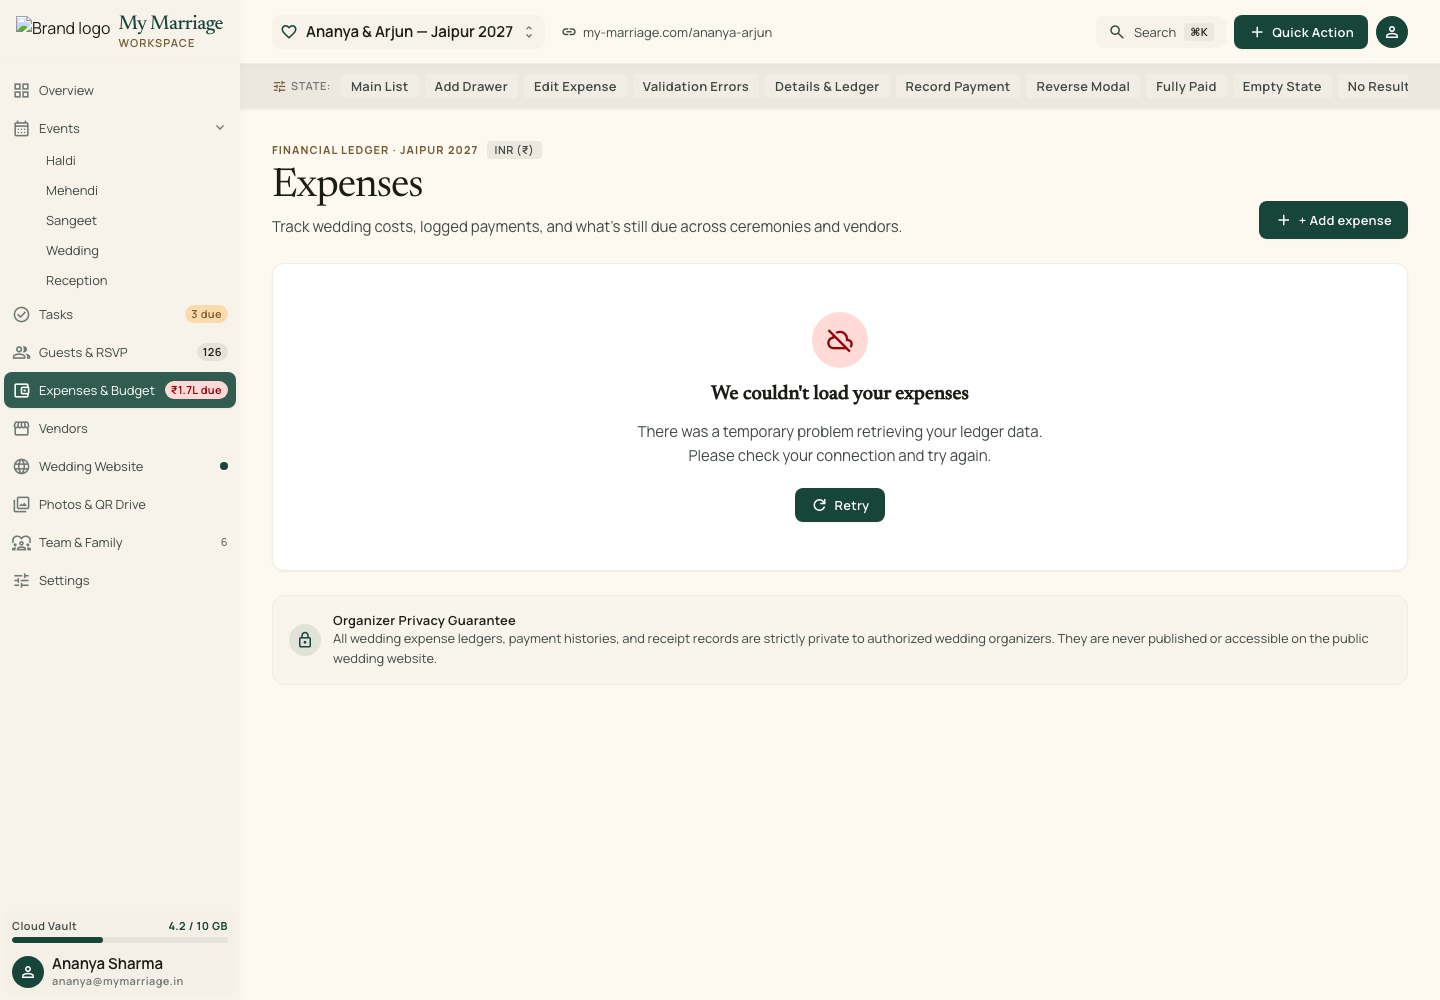 Brand logo
My Marriage
WORKSPACE
Overview
Events
Haldi
Mehendi
Sangeet
Wedding
Reception
Tasks
3 due
Guests & RSVP
126
Expenses & Budget
₹1.7L due
Vendors
Wedding Website
Photos & QR Drive
Team & Family
6
Settings
Cloud Vault
4.2 / 10 GB
Ananya Sharma
ananya@mymarriage.in
Ananya & Arjun — Jaipur 2027
my-marriage.com/ananya-arjun
Search ⌘K
Quick Action
STATE:
Main List
Add Drawer
Edit Expense
Validation Errors
Details & Ledger
Record Payment
Reverse Modal
Fully Paid
Empty State
No Result
FINANCIAL LEDGER · JAIPUR 2027 INR (₹)
Expenses
Track wedding costs, logged payments, and what's still due across ceremonies and vendors.
+ Add expense
We couldn't load your expenses
There was a temporary problem retrieving your ledger data.
Please check your connection and try again.
Retry
Organizer Privacy Guarantee
All wedding expense ledgers, payment histories, and receipt records are strictly private to authorized wedding organizers. They are never published or accessible on the public
wedding website.